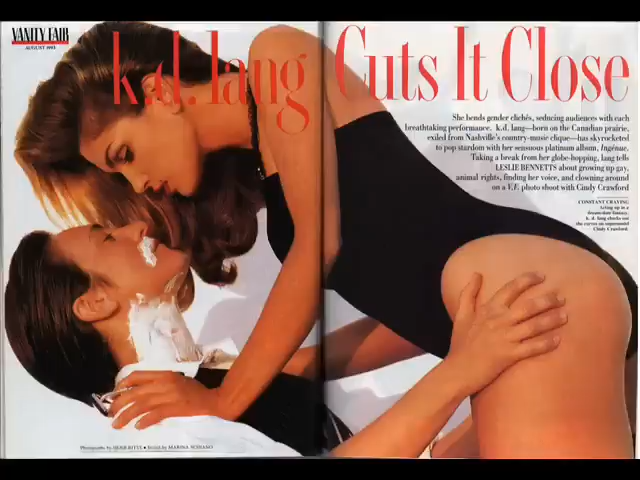 VANITY FAIR
AUGUST 1993
k.d. lang Cuts It Close
She bends gender clichés, seducing audiences with each
breathtaking performance. k.d. lang—born on the Canadian prairie,
exiled from Nashville's country-music clique—has skyrocketed
to pop stardom with her sensuous platinum album, Ingénue.
Taking a break from her globe-hopping, lang tells
LESLIE BENNETTS about growing up gay,
animal rights, finding her voice, and clowning around
on a V.F. photo shoot with Cindy Crawford
CONSTANT CRAVING
Acting up in a
dream-date fantasy,
k. d. lang checks out
the curves on supermodel
Cindy Crawford.
Photographs by HERB RITTS • Styled by MARINA SCHIANO